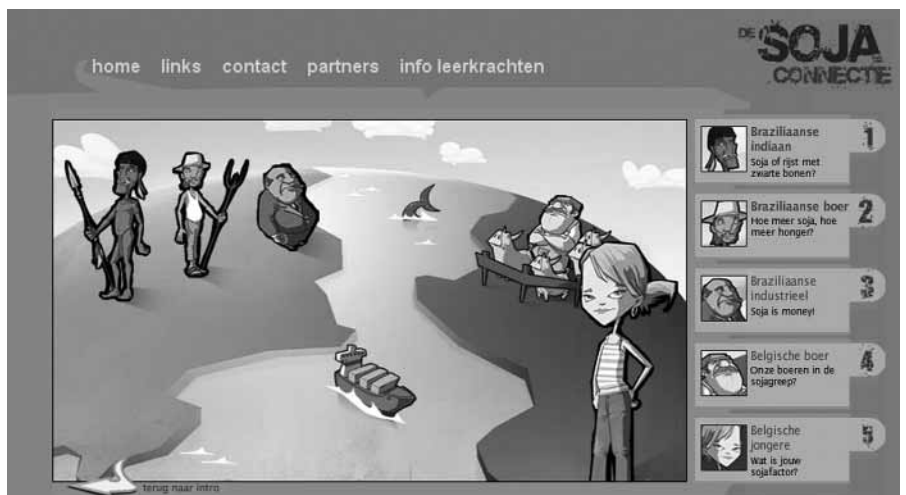 home links contact partners info leerkrachten
DE SOJA
CONNECTIE
Braziliaanse
indiaan
Soja of rijst met
zwarte bonen?
1
Braziliaanse boer
Hoe meer soja, hoe
meer honger?
2
Braziliaanse
industrieel
Soja is money!
3
Belgische boer
Onze boeren in de
sojagreep?
4
Belgische
jongere
Wat is jouw
sojafactor?
5
terug naar intro